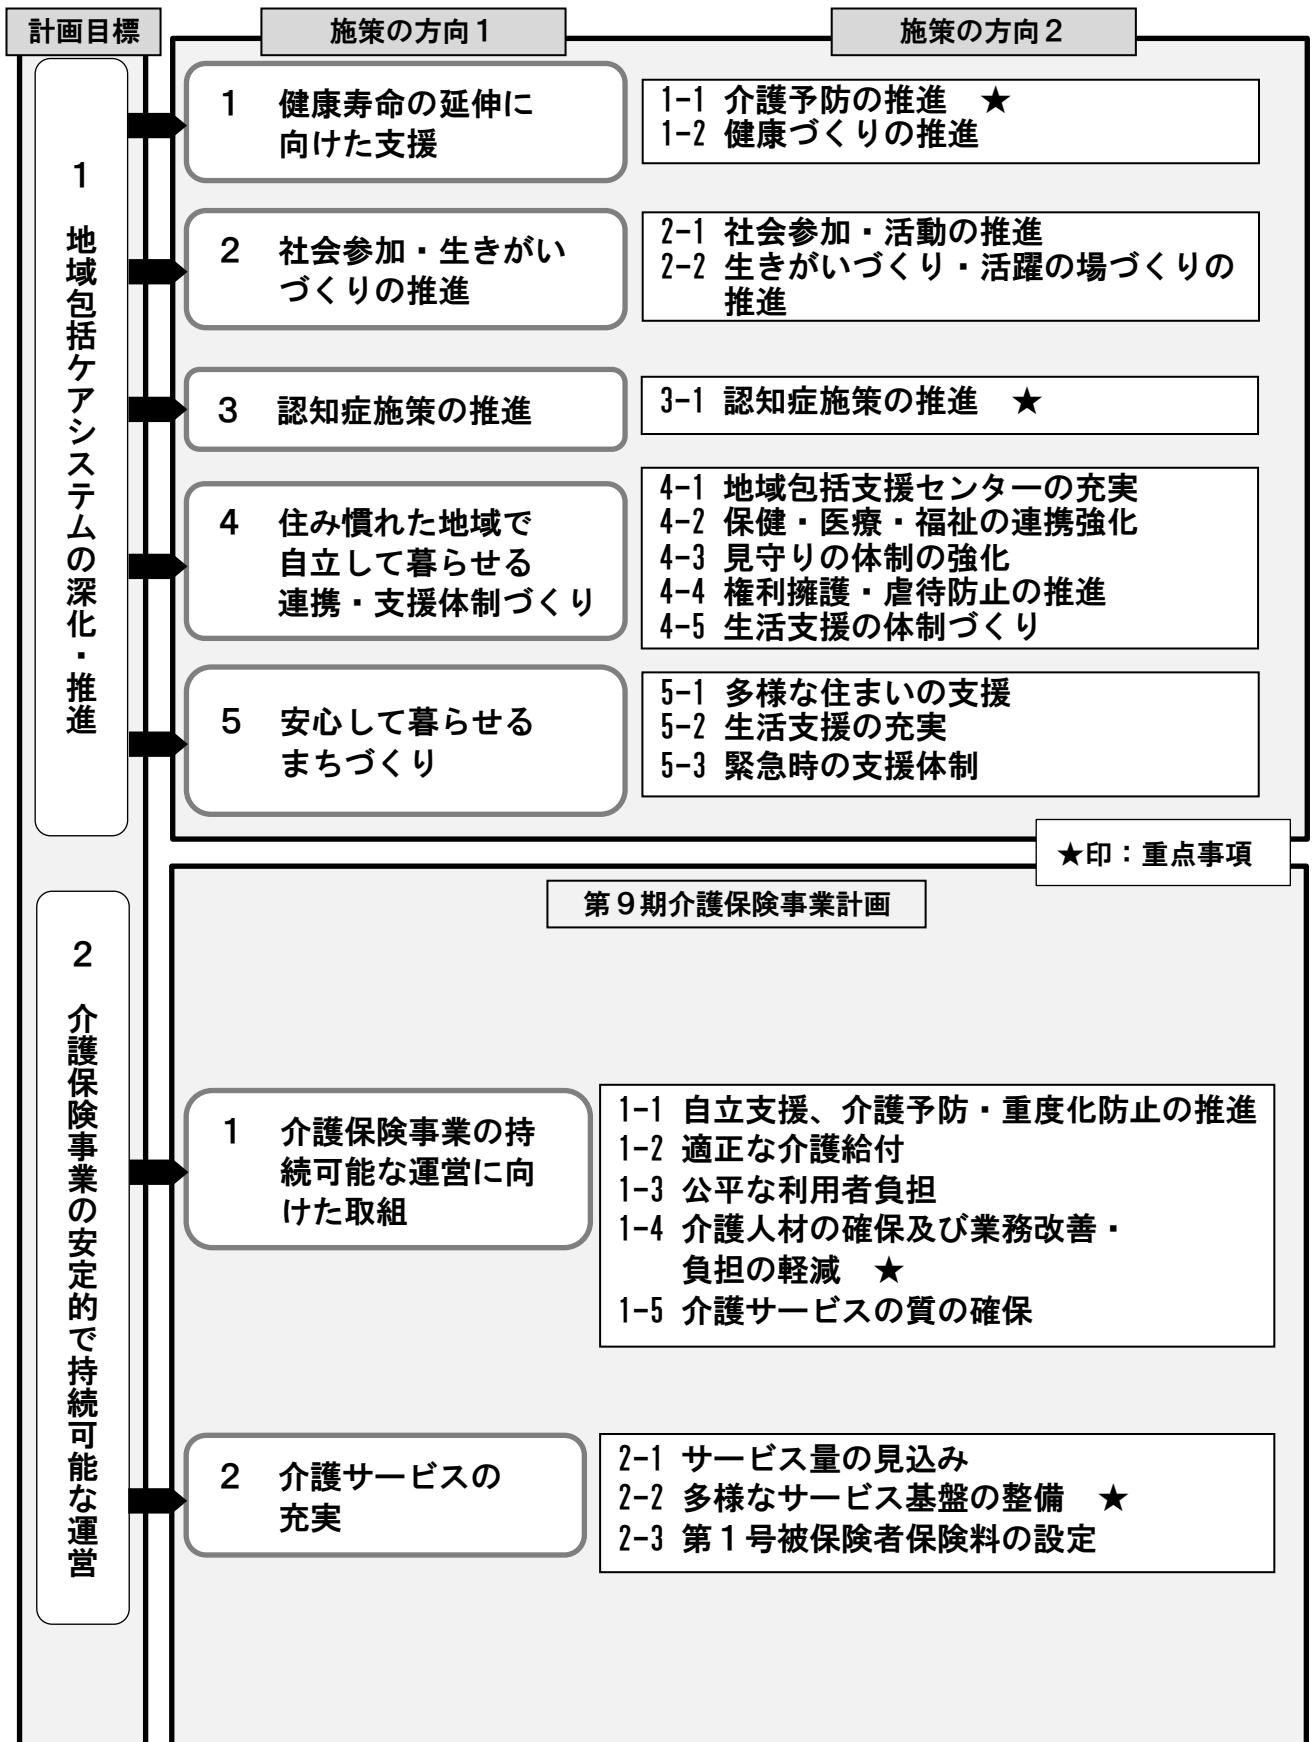 計画目標
施策の方向1
施策の方向2
1 地域包括ケアシステムの深化・推進
1 健康寿命の延伸に
向けた支援
1-1 介護予防の推進 ★
1-2 健康づくりの推進
2 社会参加・生きがい
づくりの推進
2-1 社会参加・活動の推進
2-2 生きがいづくり・活躍の場づくりの
推進
3 認知症施策の推進
3-1 認知症施策の推進 ★
4 住み慣れた地域で
自立して暮らせる
連携・支援体制づくり
4-1 地域包括支援センターの充実
4-2 保健・医療・福祉の連携強化
4-3 見守りの体制の強化
4-4 権利擁護・虐待防止の推進
4-5 生活支援の体制づくり
5 安心して暮らせる
まちづくり
5-1 多様な住まいの支援
5-2 生活支援の充実
5-3 緊急時の支援体制
★印：重点事項
第9期介護保険事業計画
2 介護保険事業の安定的で持続可能な運営
1 介護保険事業の持
続可能な運営に向
けた取組
1-1 自立支援、介護予防・重度化防止の推進
1-2 適正な介護給付
1-3 公平な利用者負担
1-4 介護人材の確保及び業務改善・
負担の軽減 ★
1-5 介護サービスの質の確保
2 介護サービスの
充実
2-1 サービス量の見込み
2-2 多様なサービス基盤の整備 ★
2-3 第1号被保険者保険料の設定